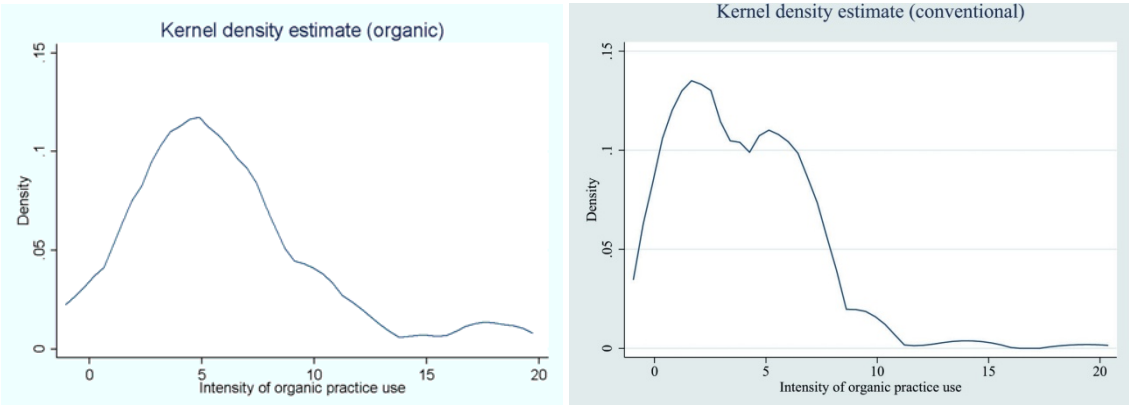 Kernel density estimate (organic)
.15
.1
.05
0
Density
0 5 10 15 20
Intensity of organic practice use
Kernel density estimate (conventional)
.15
.1
.05
0
Density
0 5 10 15 20
Intensity of organic practice use